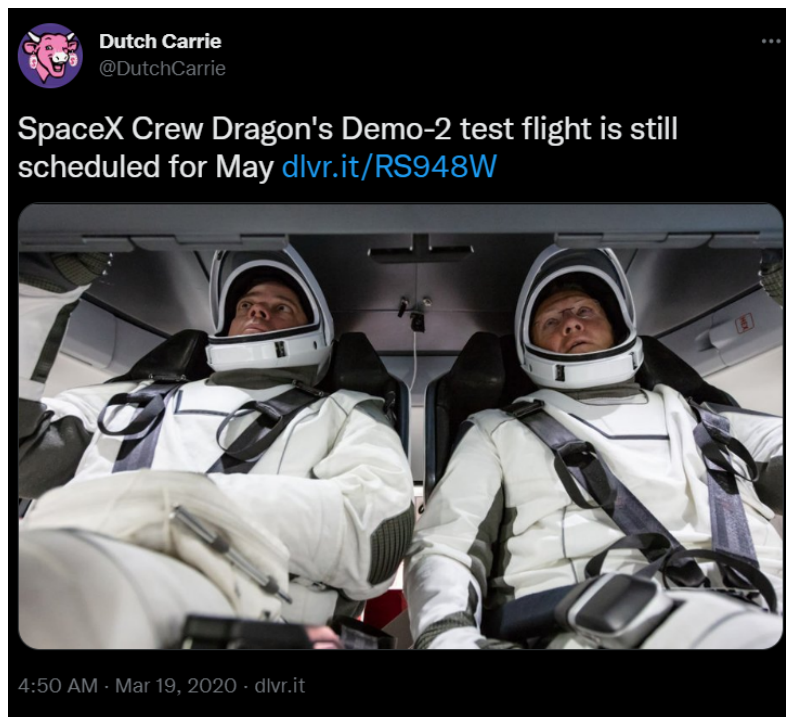 Dutch Carrie
@DutchCarrie
SpaceX Crew Dragon's Demo-2 test flight is still
scheduled for May dlvr.it/RS948W
4:50 AM · Mar 19, 2020 · dlvr.it